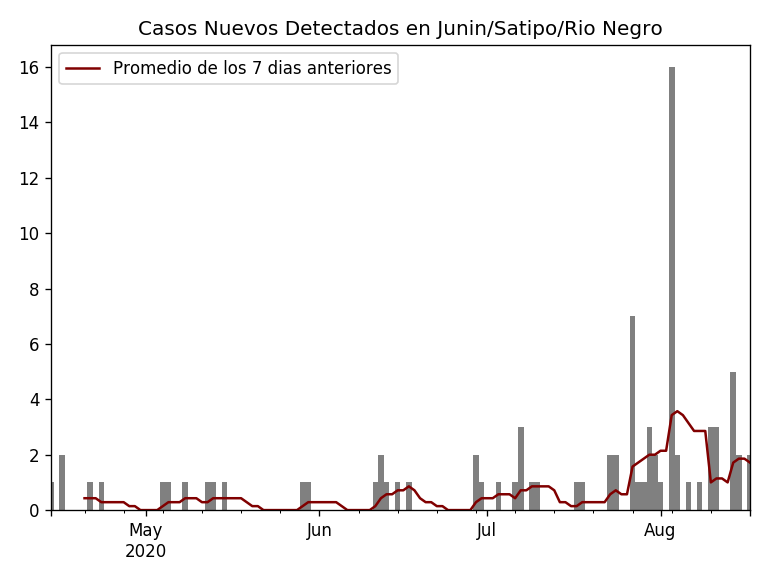 Casos Nuevos Detectados en Junin/Satipo/Rio Negro
Promedio de los 7 dias anteriores
16
14
12
10
8
6
4
2
0
May
2020
Jun
Jul
Aug